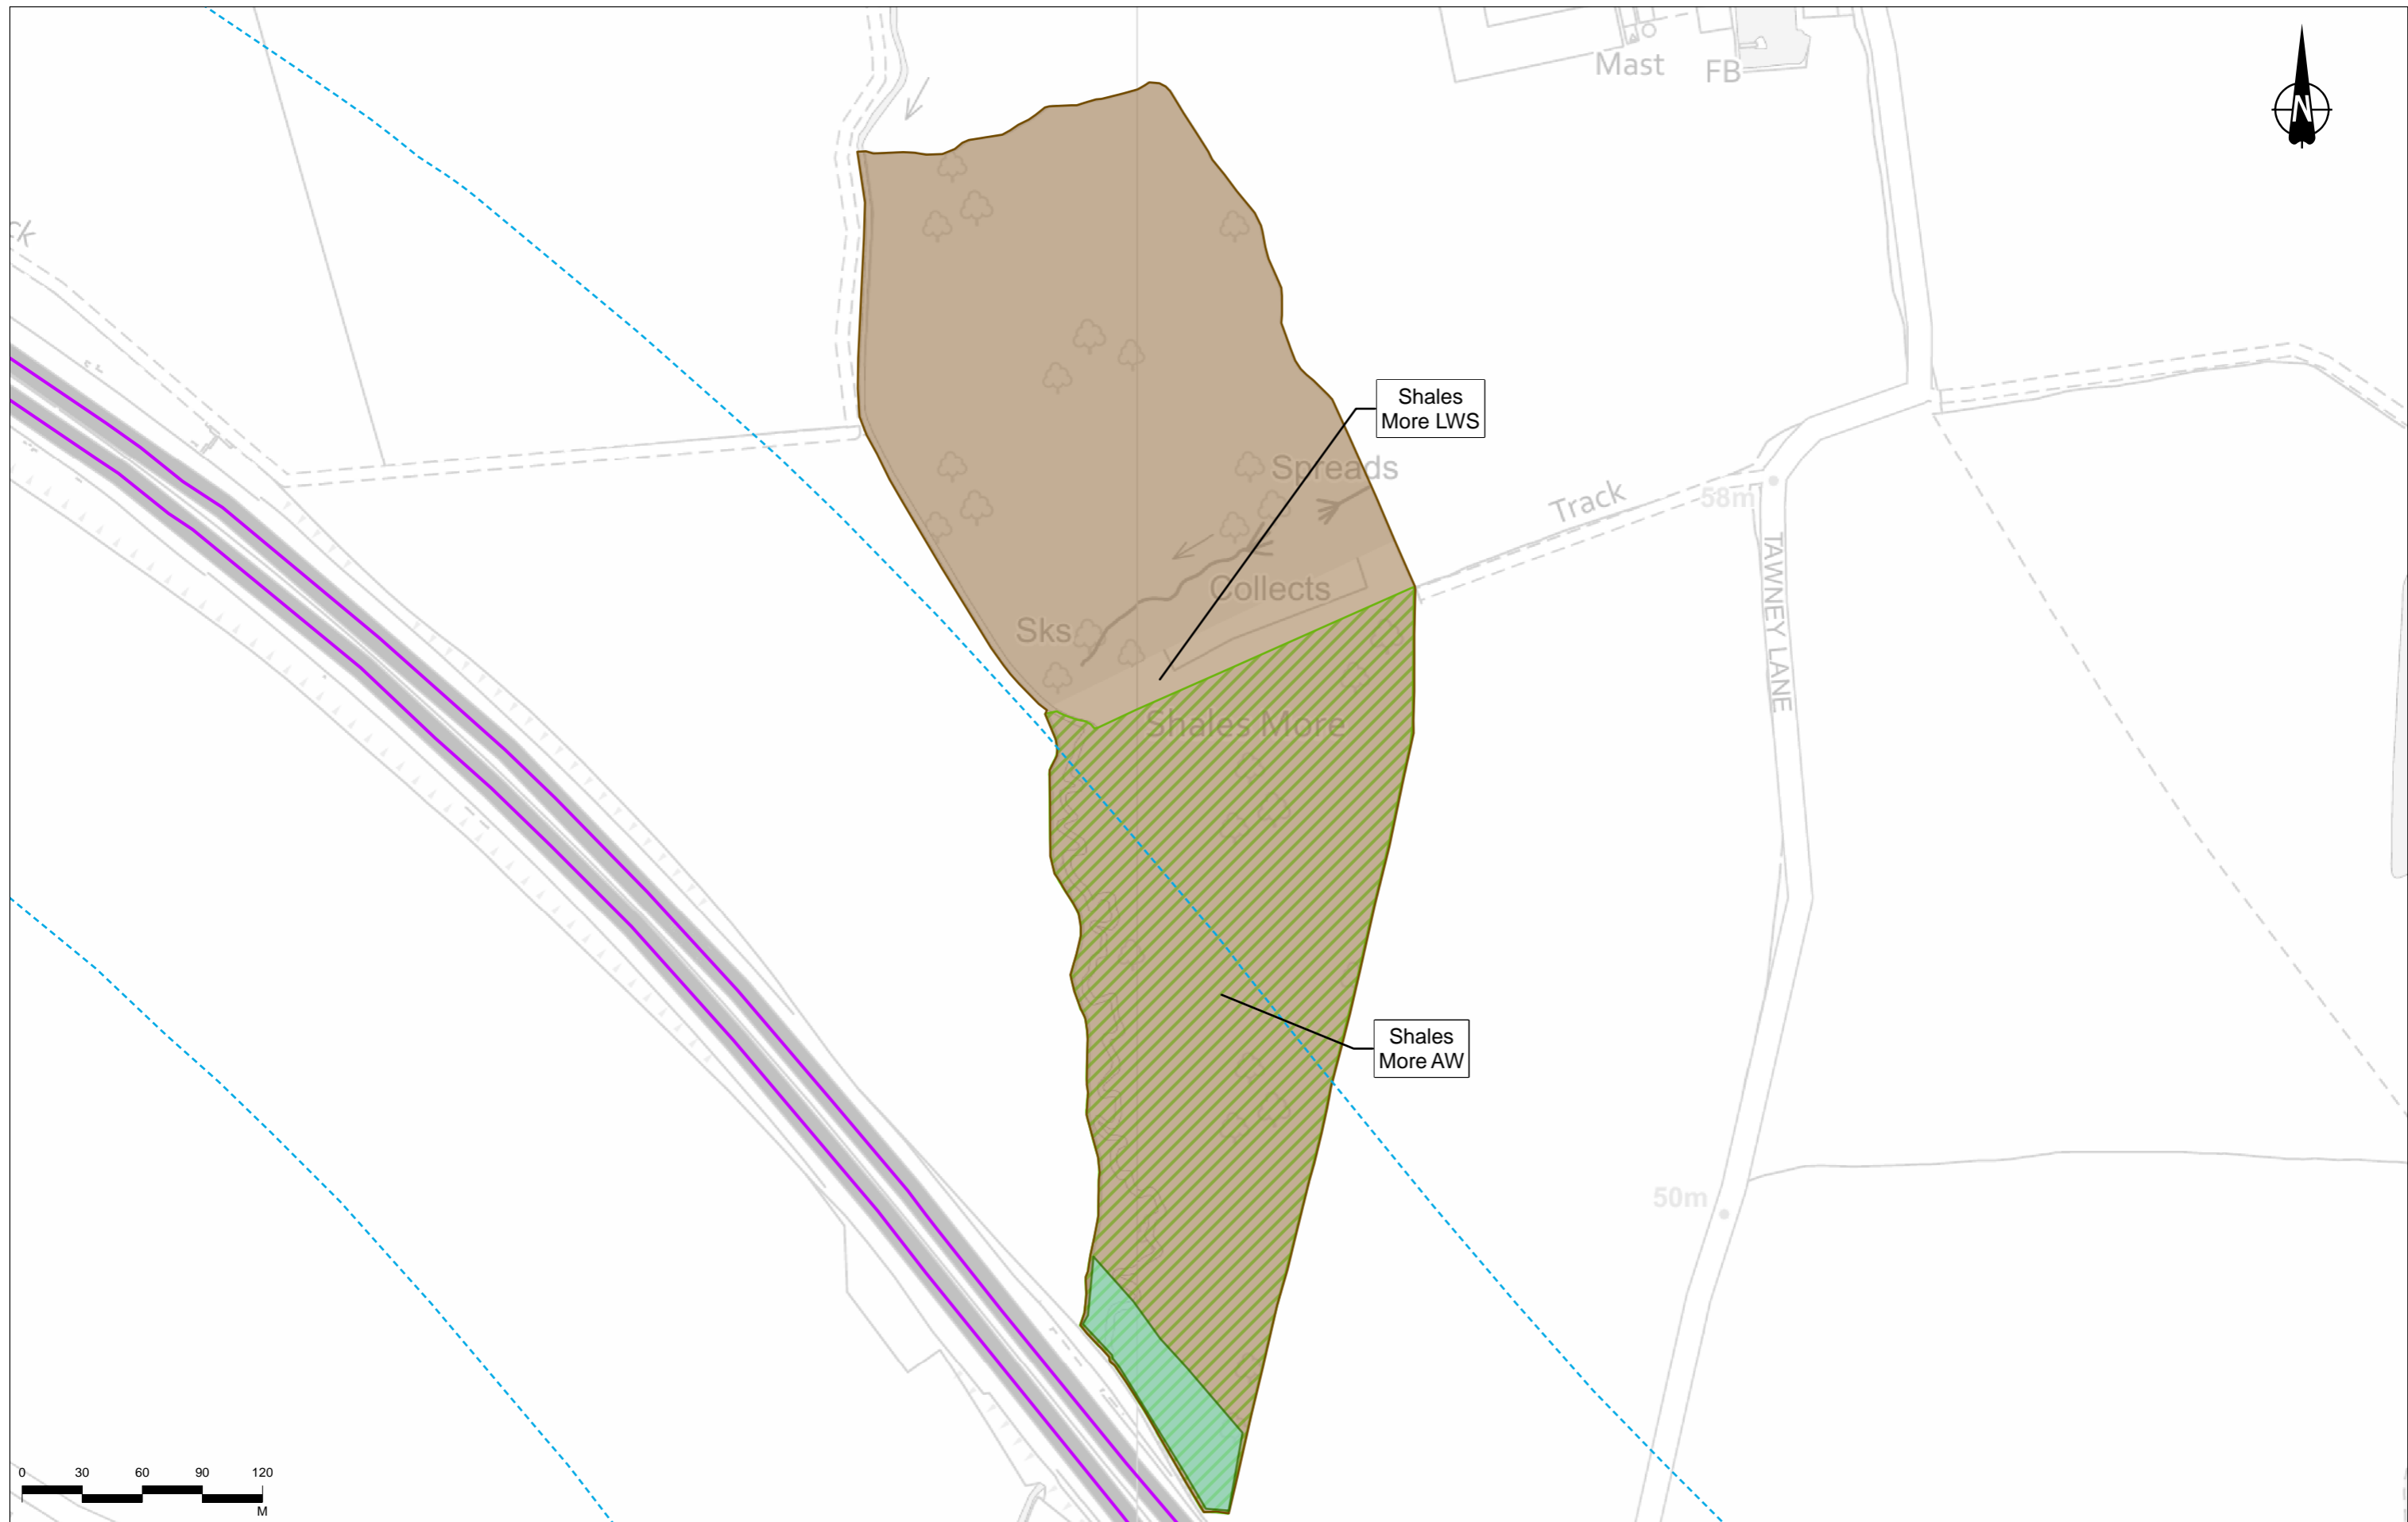 Mast
FB
N
ck
Shales
More LWS
Spreads
Track
58m
Collects
TAWNEY LANE
Sks
Shales More
Shales
More AW
50m
0 30 60 90 120
M